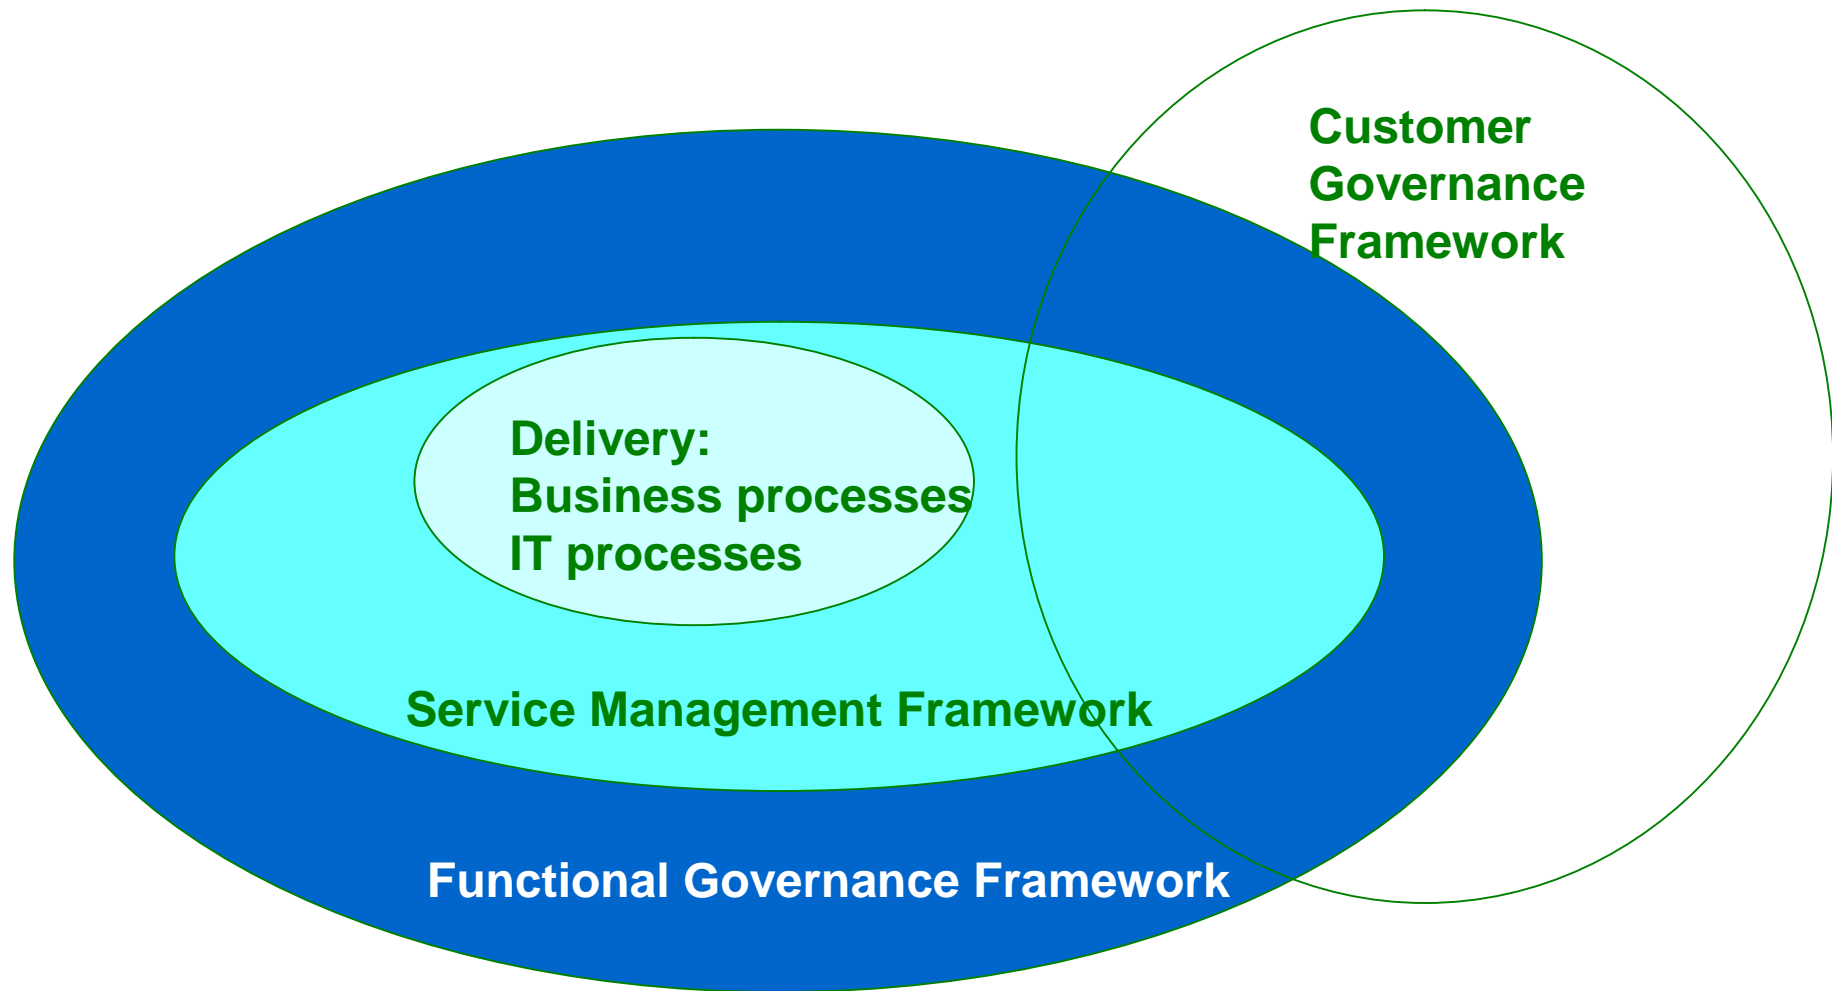 Customer
Governance
Framework
Delivery:
Business processes
IT processes
Service Management Framework
Functional Governance Framework